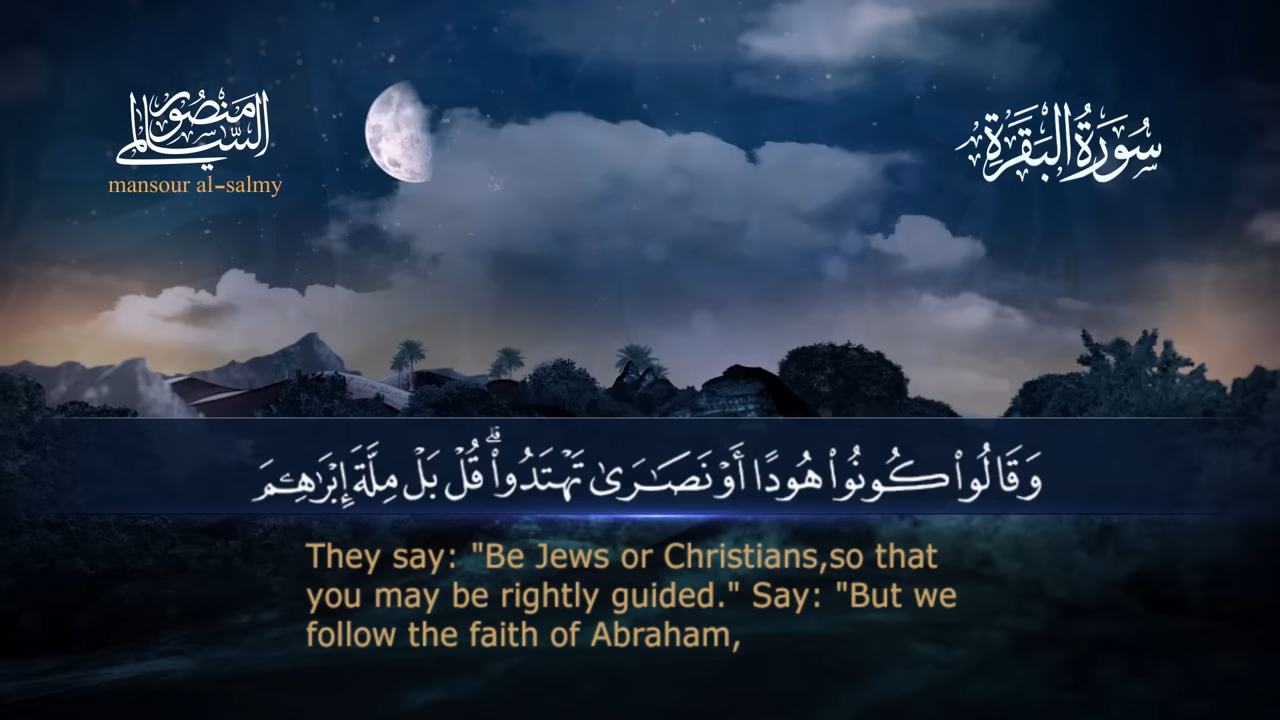 منصور السالمي
mansour al-salmy
سُورَةُ البَقَرَةِ
وَقَالُوا۟ كُونُوا۟ هُودًا أَوْ نَصَـٰرَىٰ تَهْتَدُوا۟ ۗ قُلْ بَلْ مِلَّةَ إِبْرَٰهِـۧمَ
They say: "Be Jews or Christians,so that
you may be rightly guided." Say: "But we
follow the faith of Abraham,